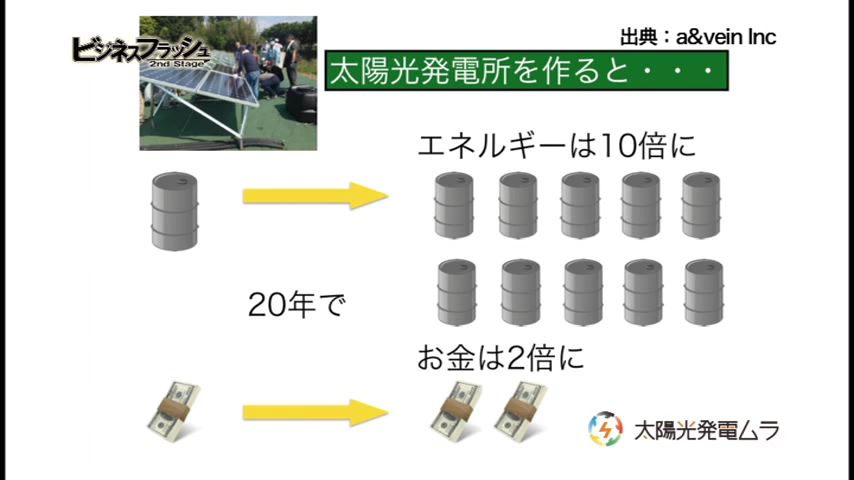 ビジネスフラッシュ
2nd Stage
出典：a&vein Inc
太陽光発電所を作ると・・・
エネルギーは10倍に
20年で
お金は2倍に
太陽光発電ムラ